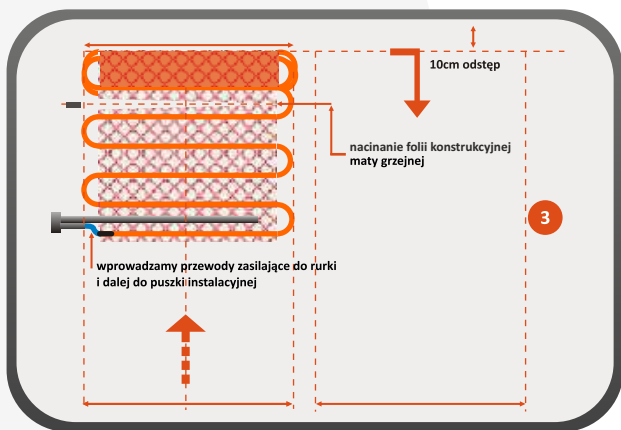 10cm odstęp
nacinanie folii konstrukcyjnej
maty grzejnej
3
wprowadzamy przewody zasilające do rurki
i dalej do puszki instalacyjnej